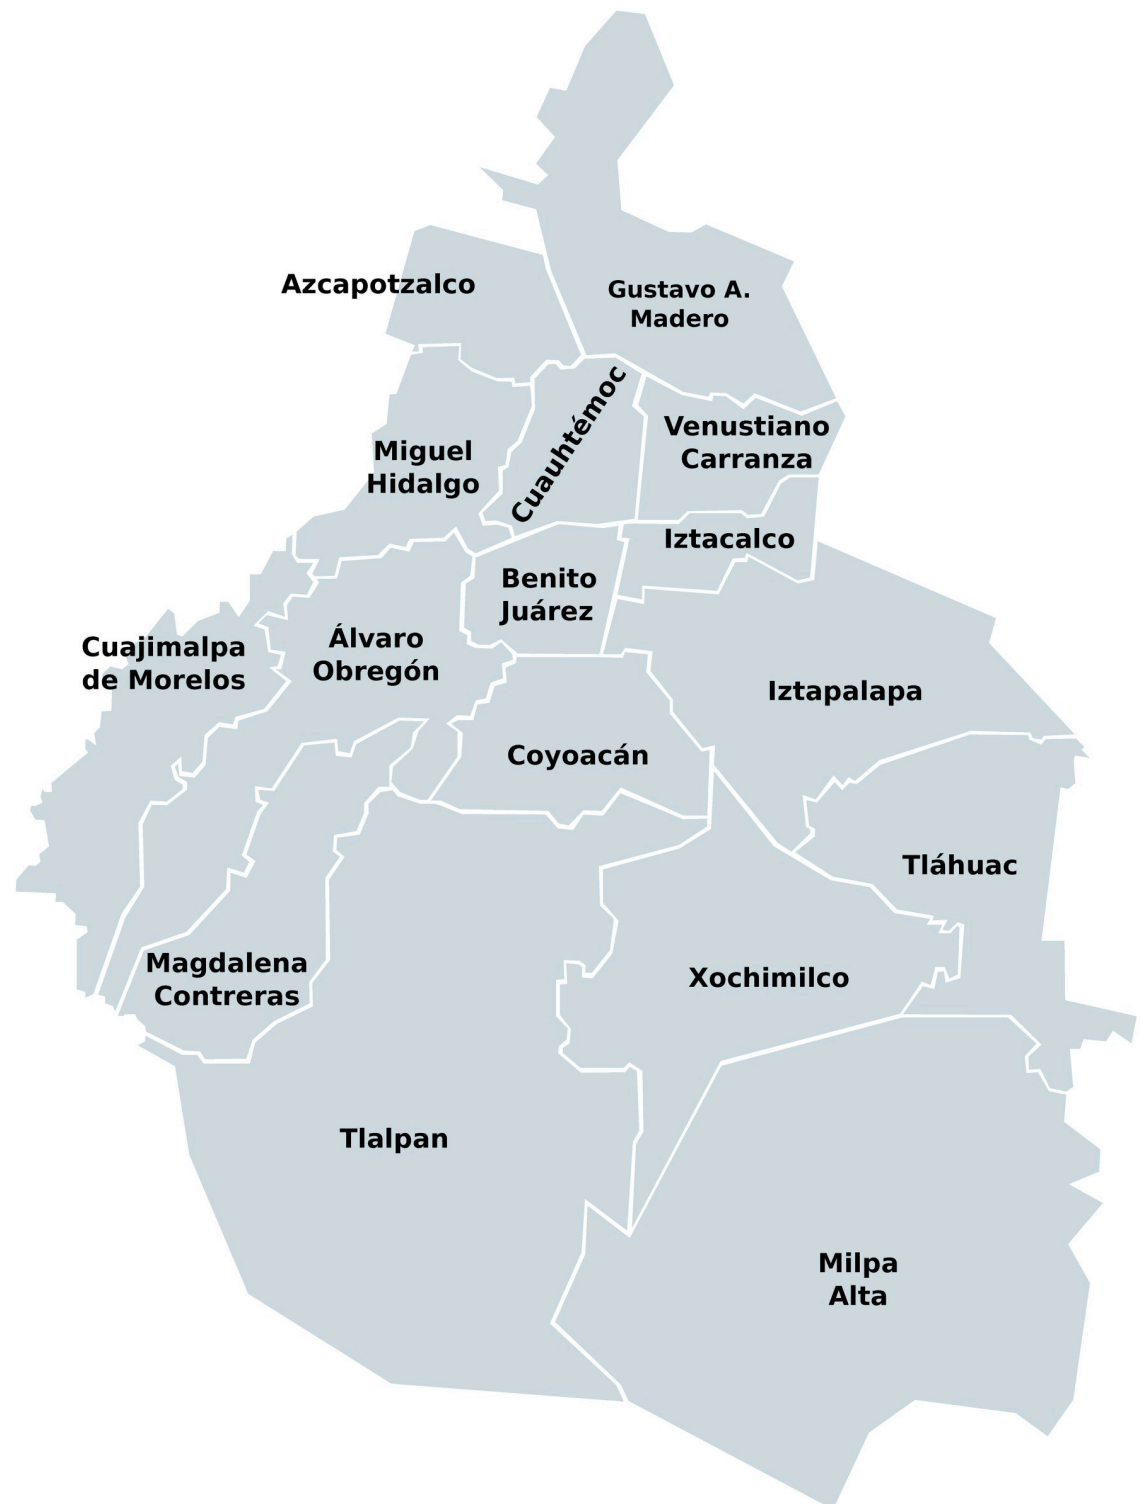 Azcapotzalco
Gustavo A.
Madero
Cuauhtémoc
Venustiano
Carranza
Miguel
Hidalgo
Iztacalco
Benito
Juárez
Cuajimalpa
de Morelos
Álvaro
Obregón
Iztapalapa
Coyoacán
Tláhuac
Magdalena
Contreras
Xochimilco
Tlalpan
Milpa
Alta